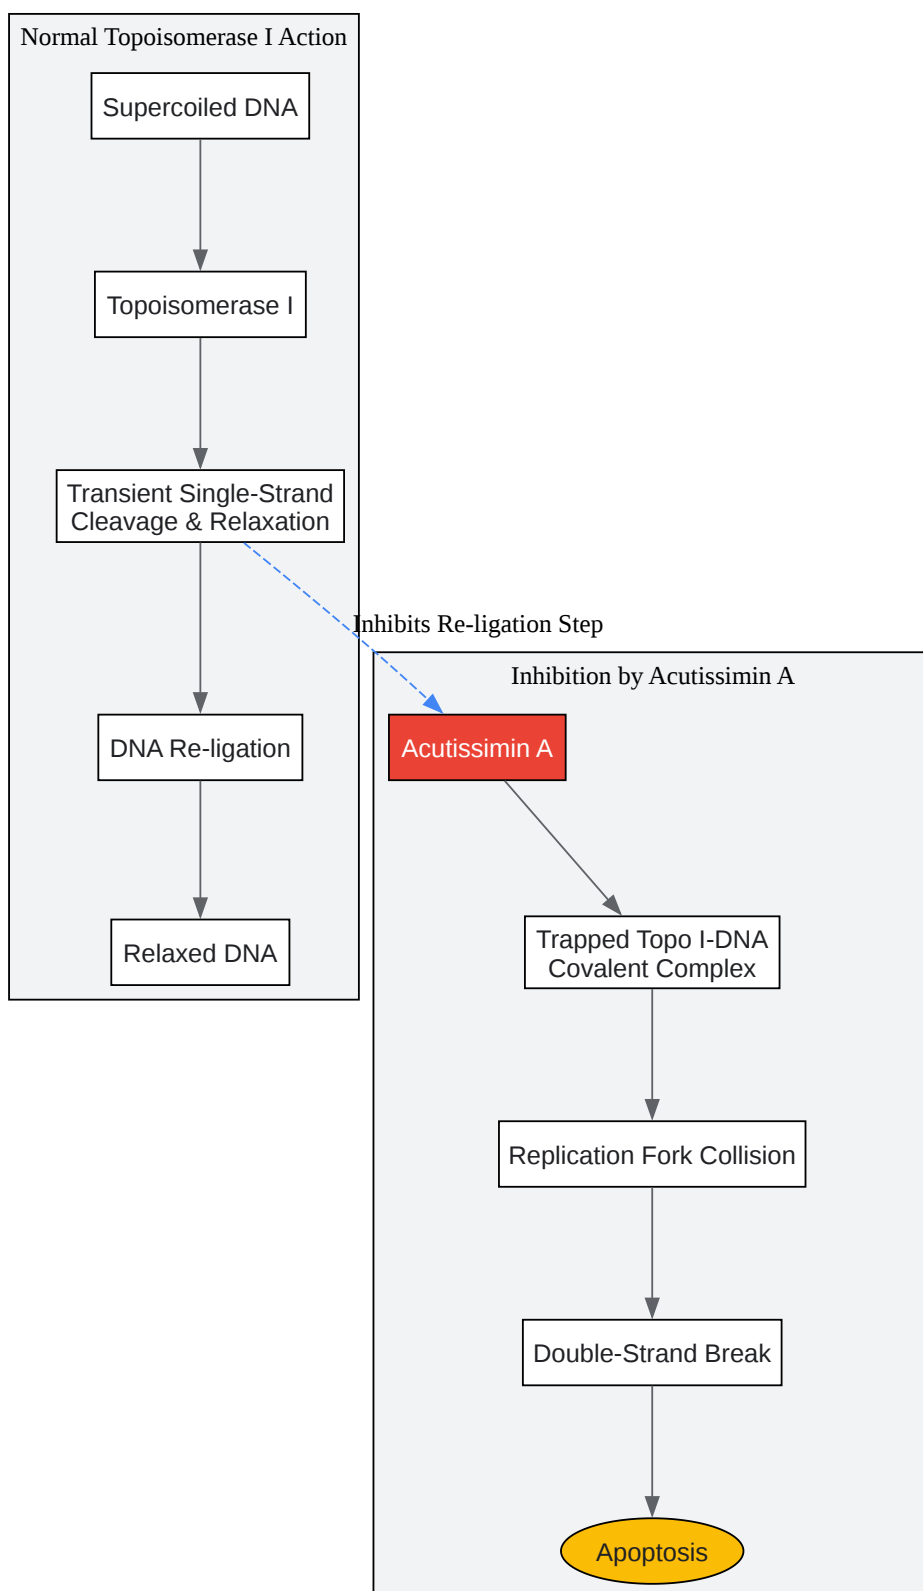 Normal Topoisomerase I Action
Supercoiled DNA
Topoisomerase I
Transient Single-Strand
Cleavage & Relaxation
DNA Re-ligation
Relaxed DNA
Inhibits Re-ligation Step
Inhibition by Acutissimin A
Acutissimin A
Trapped Topo I-DNA
Covalent Complex
Replication Fork Collision
Double-Strand Break
Apoptosis